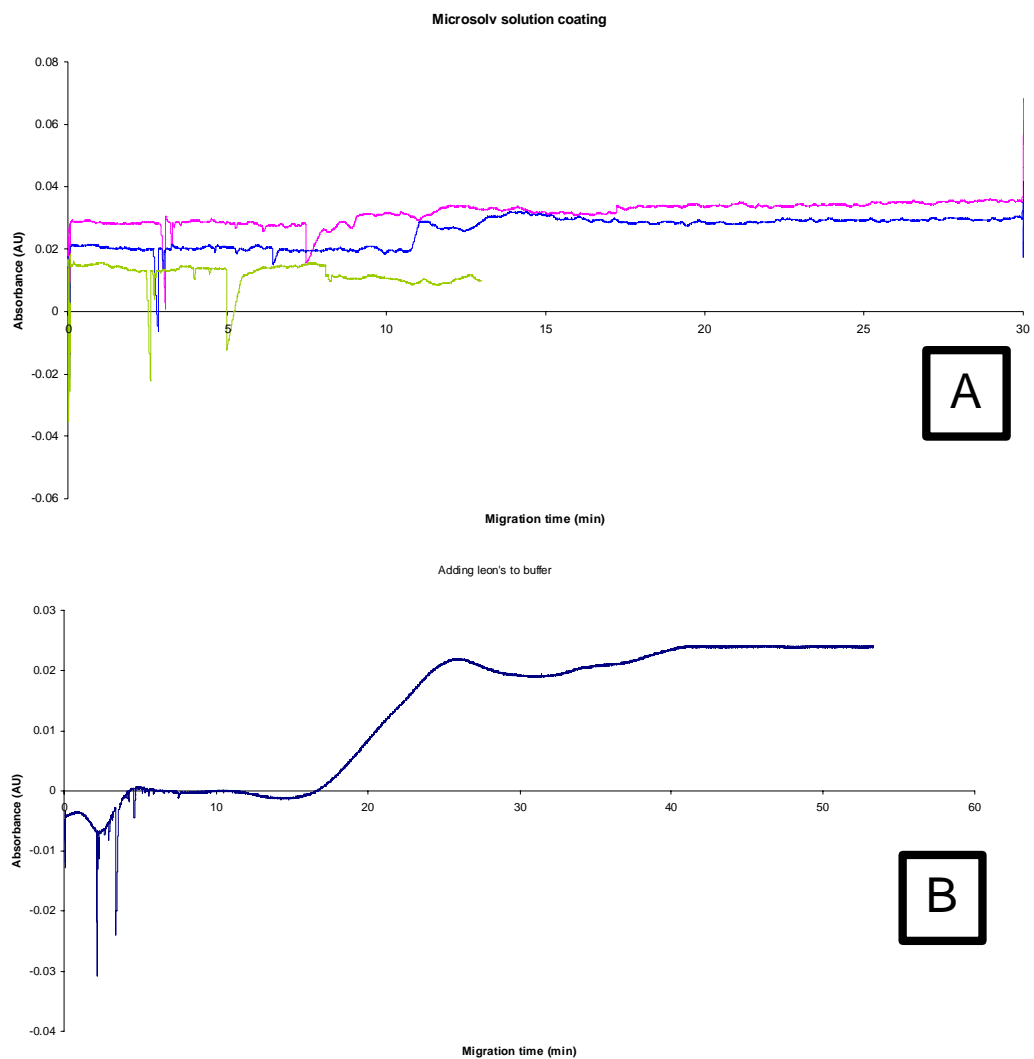 Microsolv solution coating
0.08
0.06
0.04
0.02
0
-0.02
-0.04
-0.06
0 5 10 15 20 25 30
Absorbance (AU)
Migration time (min)
A
Adding leon's to buffer
0.03
0.02
0.01
0
-0.01
-0.02
-0.03
-0.04
0 10 20 30 40 50 60
Absorbance (AU)
Migration time (min)
B